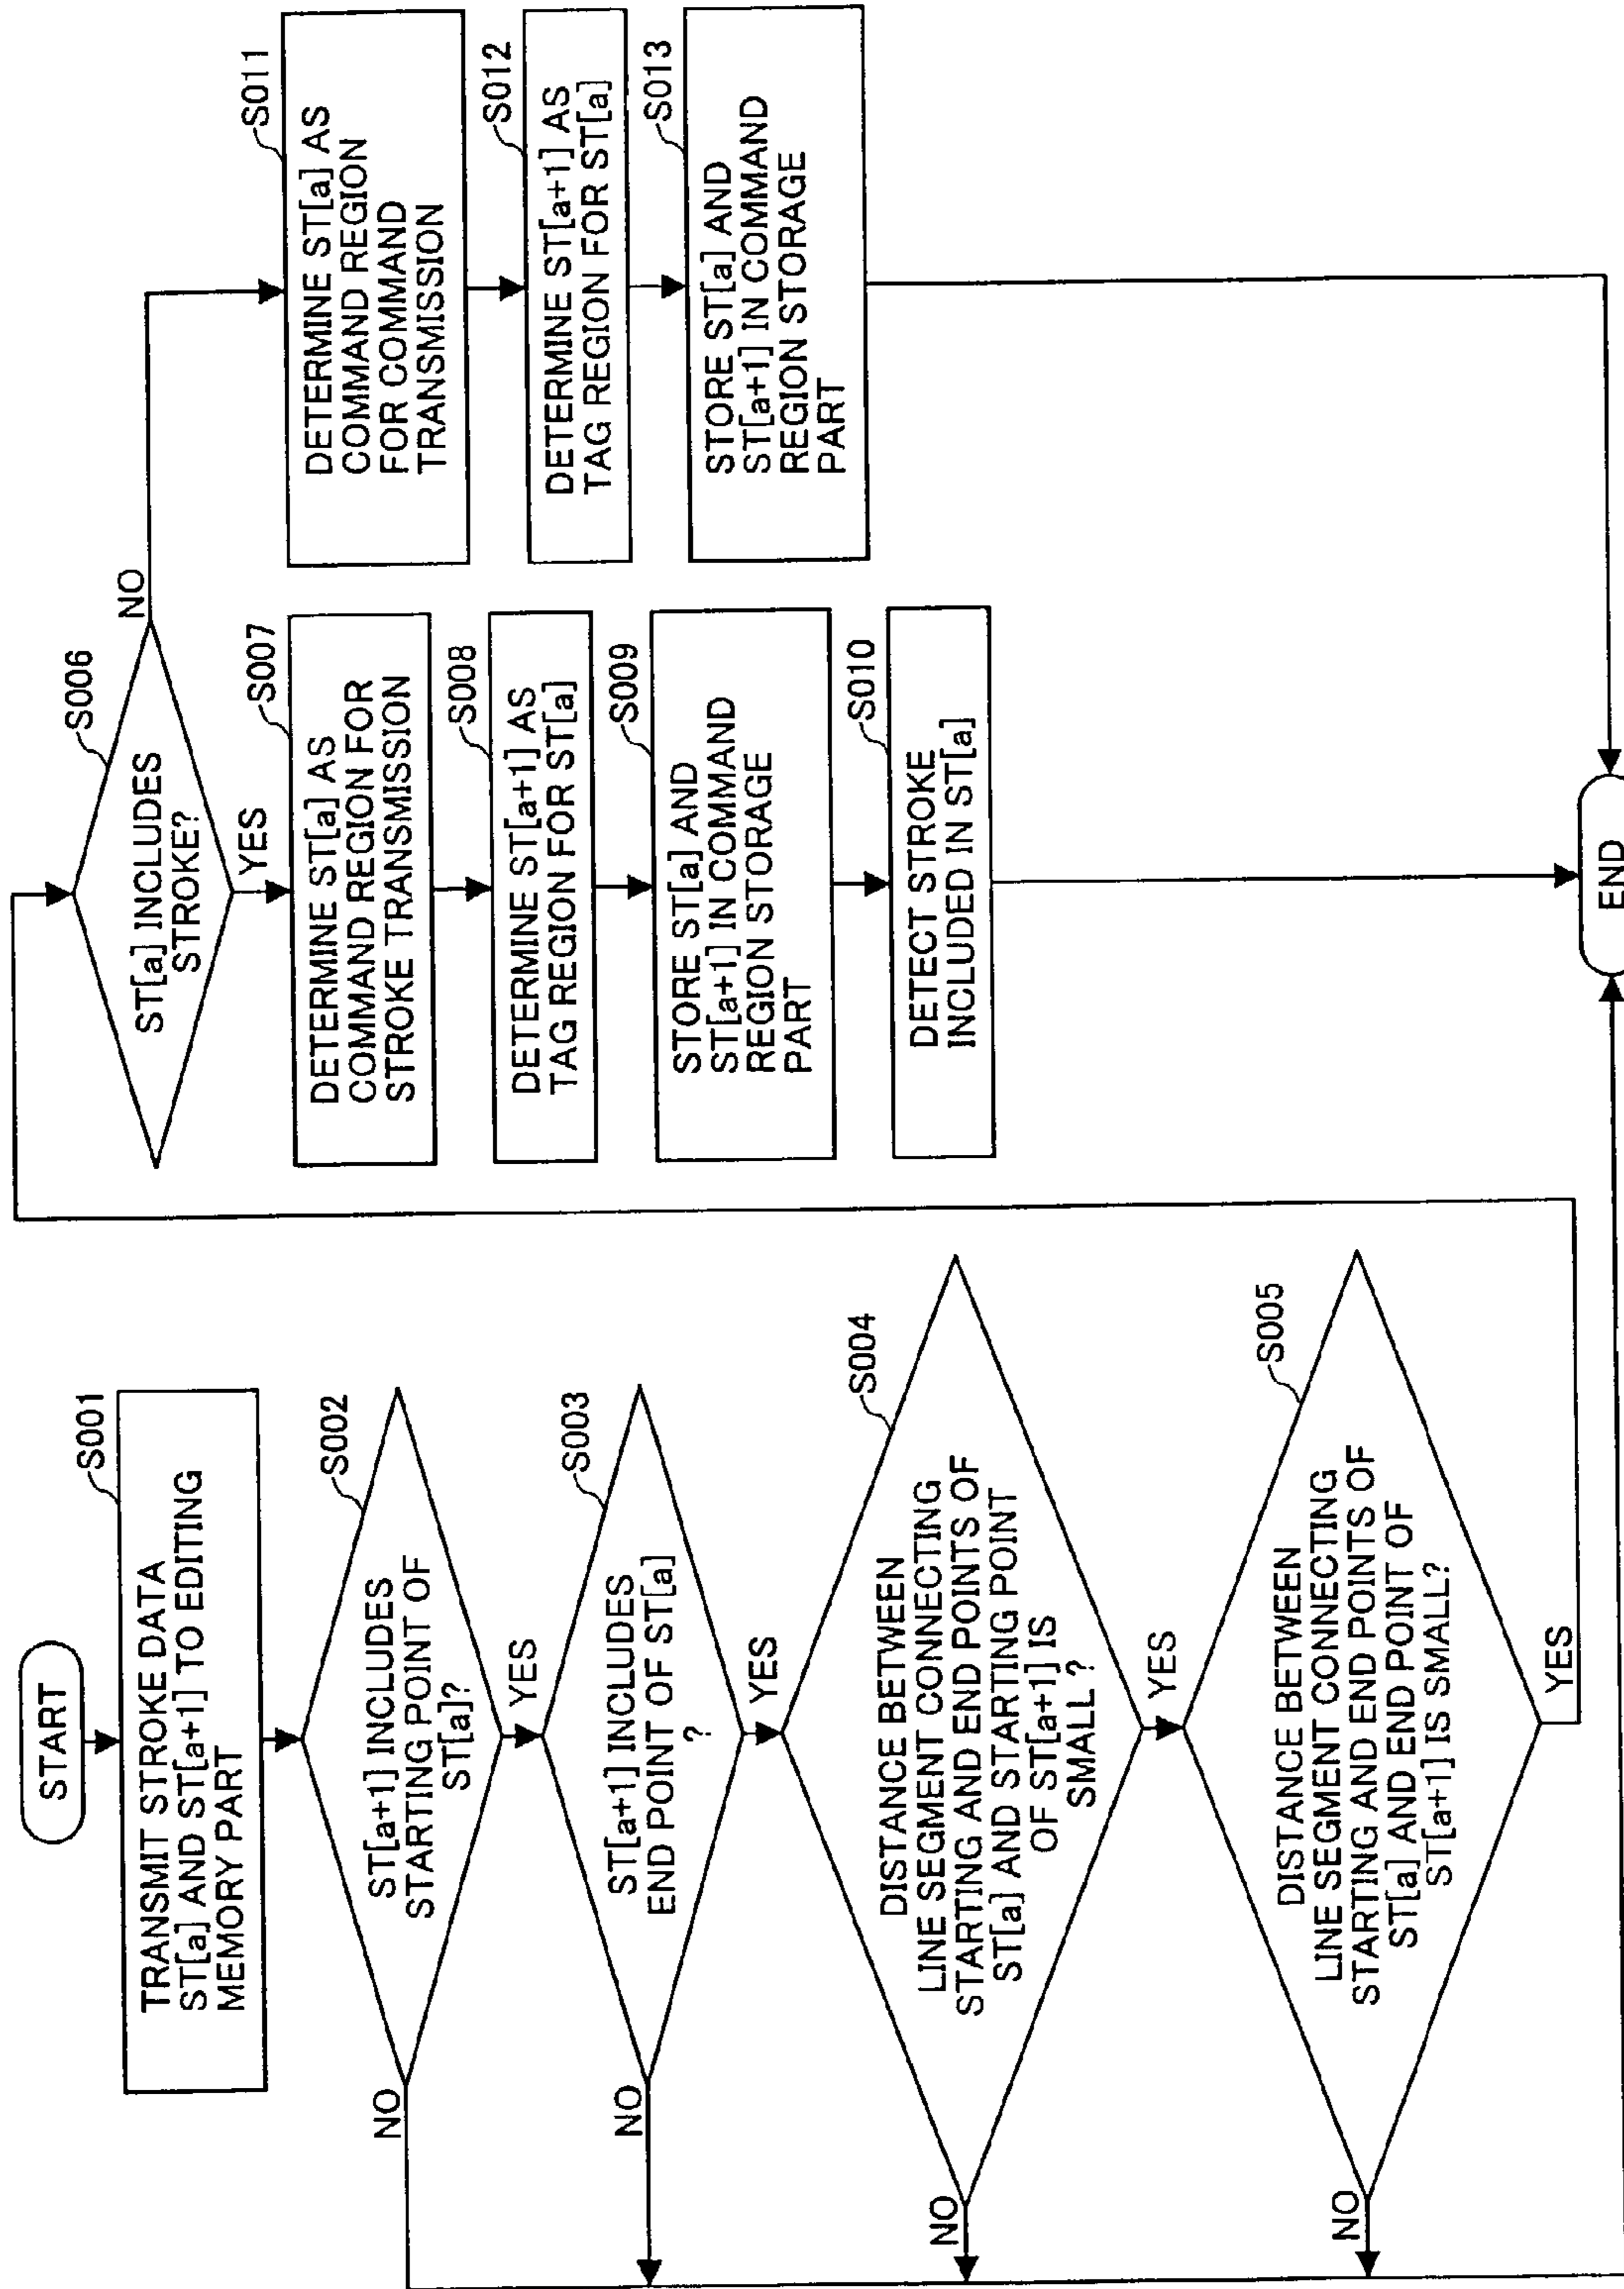 START
S001
TRANSMIT STROKE DATA
ST[a] AND ST[a+1] TO EDITING
MEMORY PART
S002
ST[a+1] INCLUDES
STARTING POINT OF
ST[a]?
NO
YES
S003
ST[a+1] INCLUDES
END POINT OF ST[a]
?
NO
YES
S004
DISTANCE BETWEEN
LINE SEGMENT CONNECTING
STARTING AND END POINTS OF
ST[a] AND STARTING POINT
OF ST[a+1] IS
SMALL?
NO
YES
S005
DISTANCE BETWEEN
LINE SEGMENT CONNECTING
STARTING AND END POINTS OF
ST[a] AND END POINT OF
ST[a+1] IS SMALL?
NO
YES
S006
ST[a] INCLUDES
STROKE?
NO
YES
S007
DETERMINE ST[a] AS
COMMAND REGION FOR
STROKE TRANSMISSION
S008
DETERMINE ST[a+1] AS
TAG REGION FOR ST[a]
S009
STORE ST[a] AND
ST[a+1] IN COMMAND
REGION STORAGE
PART
S010
DETECT STROKE
INCLUDED IN ST[a]
S011
DETERMINE ST[a] AS
COMMAND REGION
FOR COMMAND
TRANSMISSION
S012
DETERMINE ST[a+1] AS
TAG REGION FOR ST[a]
S013
STORE ST[a] AND
ST[a+1] IN COMMAND
REGION STORAGE
PART
END